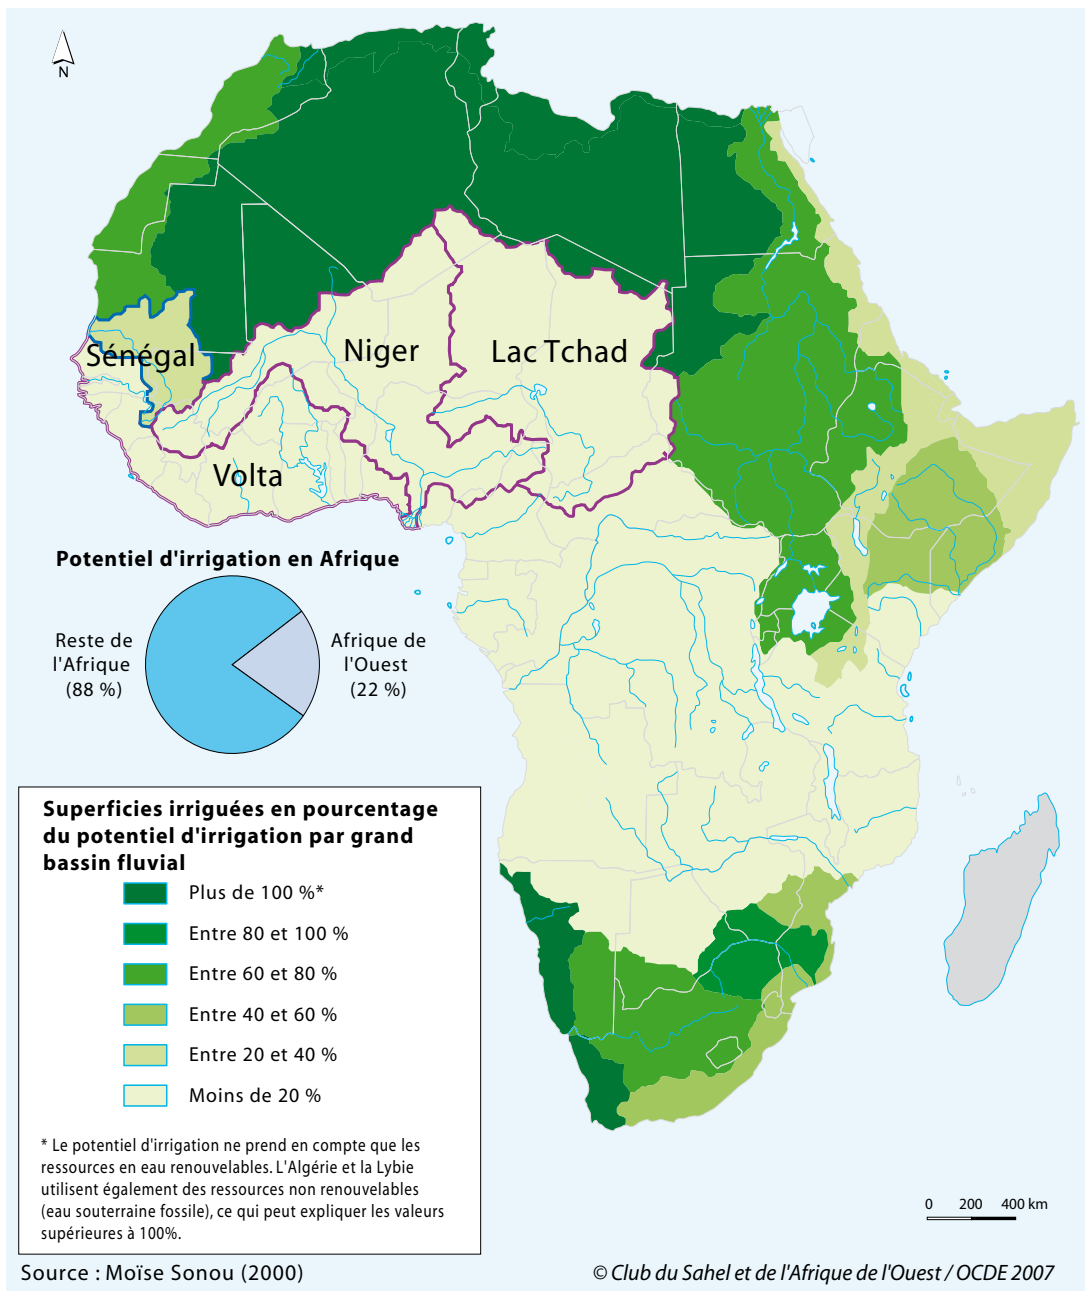 N
Sénégal
Niger
Lac Tchad
Volta
Potentiel d'irrigation en Afrique
Reste de
l'Afrique
(88 %)
Afrique de
l'Ouest
(22 %)
Superficies irriguées en pourcentage
du potentiel d'irrigation par grand
bassin fluvial
Plus de 100 %*
Entre 80 et 100 %
Entre 60 et 80 %
Entre 40 et 60 %
Entre 20 et 40 %
Moins de 20 %
* Le potentiel d'irrigation ne prend en compte que les
ressources en eau renouvelables. L'Algérie et la Lybie
utilisent également des ressources non renouvelables
(eau souterraine fossile), ce qui peut expliquer les valeurs
supérieures à 100%.
0 200 400 km
Source : Moïse Sonou (2000)
© Club du Sahel et de l'Afrique de l'Ouest / OCDE 2007